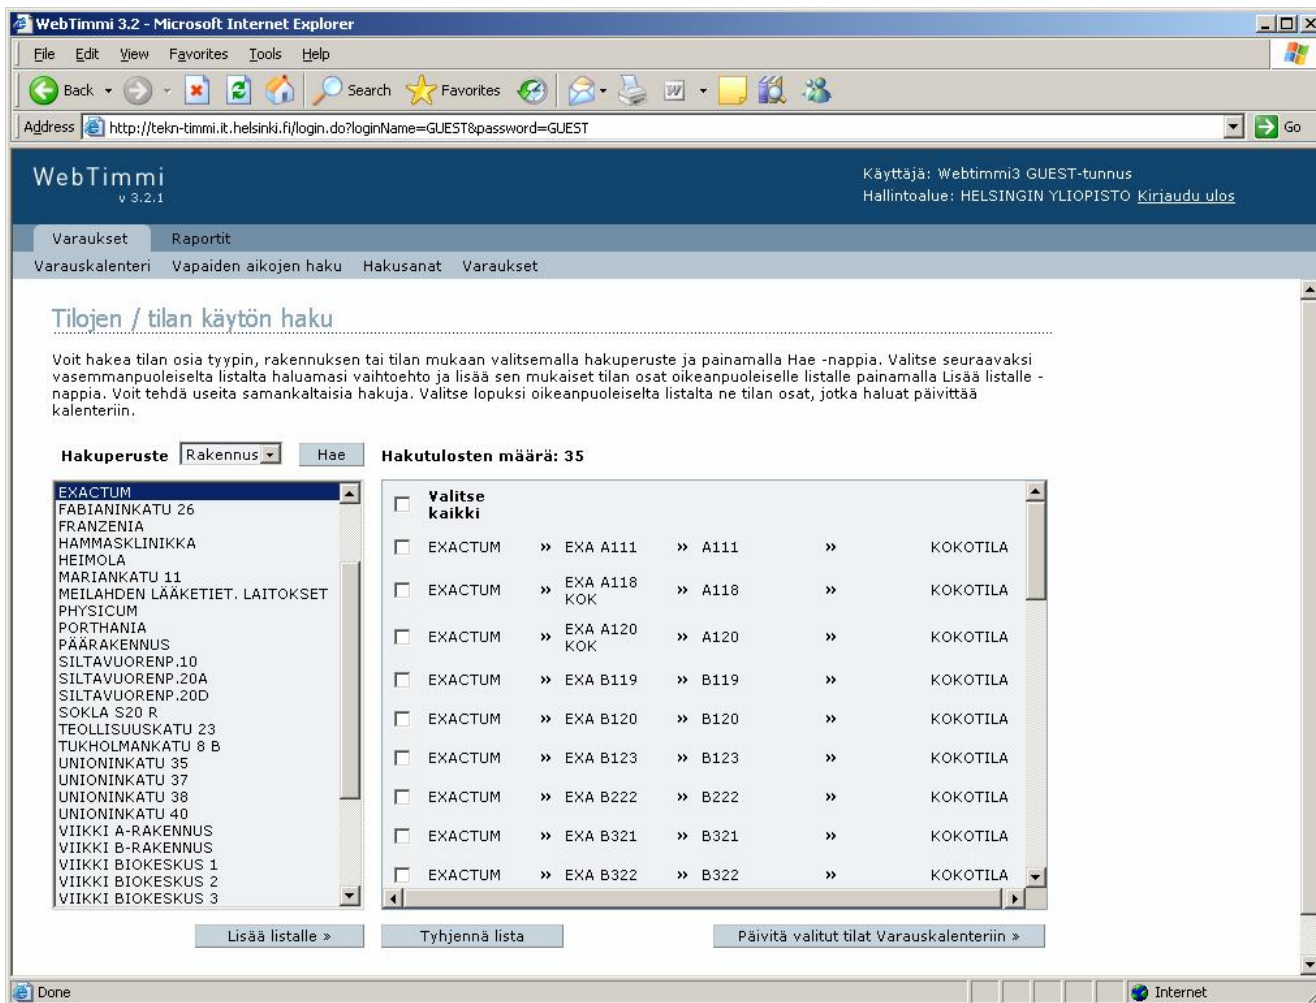 WebTimmi 3.2 - Microsoft Internet Explorer
File Edit View Favorites Tools Help
Back Search Favorites
Address http://tekn-timmi.it.helsinki.fi/login.do?loginName=GUEST&password=GUEST Go
WebTimmi
v 3.2.1
Käyttäjä: Webtimmi3 GUEST-tunnus
Hallintoalue: HELSINGIN YLIOPISTO Kirjaudu ulos
Varaukset Raportit
Varauskalenteri Vapaiden aikojen haku Hakusanat Varaukset
Tilojen / tilan käytön haku
Voit hakea tilan osia tyypin, rakennuksen tai tilan mukaan valitsemalla hakuperuste ja painamalla Hae -nappia. Valitse seuraavaksi
vasemmanpuoleiselta listalta haluamasi vaihtoehto ja lisää sen mukaiset tilan osat oikeanpuoleiselle listalle painamalla Lisää listalle -
nappia. Voit tehdä useita samankaltaisia hakuja. Valitse lopuksi oikeanpuoleiselta listalta ne tilan osat, jotka haluat päivittää
kalenteriin.
Hakuperuste Rakennus Hae Hakutulosten määrä: 35
EXACTUM
FABIANINKATU 26
FRANZENIA
HAMMASKLINIKKA
HEIMOLA
MARIANKATU 11
MEILAHDEN LÄÄKETIET. LAITOKSET
PHYSICUM
PORTHANIA
PÄÄRAKENNUS
SILTAVUORENP.10
SILTAVUORENP.20A
SILTAVUORENP.20D
SOKLA S20 R
TEOLLISUUSKATU 23
TUKHOLMANKATU 8 B
UNIONINKATU 35
UNIONINKATU 37
UNIONINKATU 38
UNIONINKATU 40
VIIKKI A-RAKENNUS
VIIKKI B-RAKENNUS
VIIKKI BIOKESKUS 1
VIIKKI BIOKESKUS 2
VIIKKI BIOKESKUS 3
Valitse
kaikki
EXACTUM » EXA A111 » A111 » KOKOTILA
EXACTUM » EXA A118 KOK » A118 » KOKOTILA
EXACTUM » EXA A120 KOK » A120 » KOKOTILA
EXACTUM » EXA B119 » B119 » KOKOTILA
EXACTUM » EXA B120 » B120 » KOKOTILA
EXACTUM » EXA B123 » B123 » KOKOTILA
EXACTUM » EXA B222 » B222 » KOKOTILA
EXACTUM » EXA B321 » B321 » KOKOTILA
EXACTUM » EXA B322 » B322 » KOKOTILA
Lisää listalle » Tyhjennä lista Päivitä valitut tilat Varauskalenteriin »
Done Internet